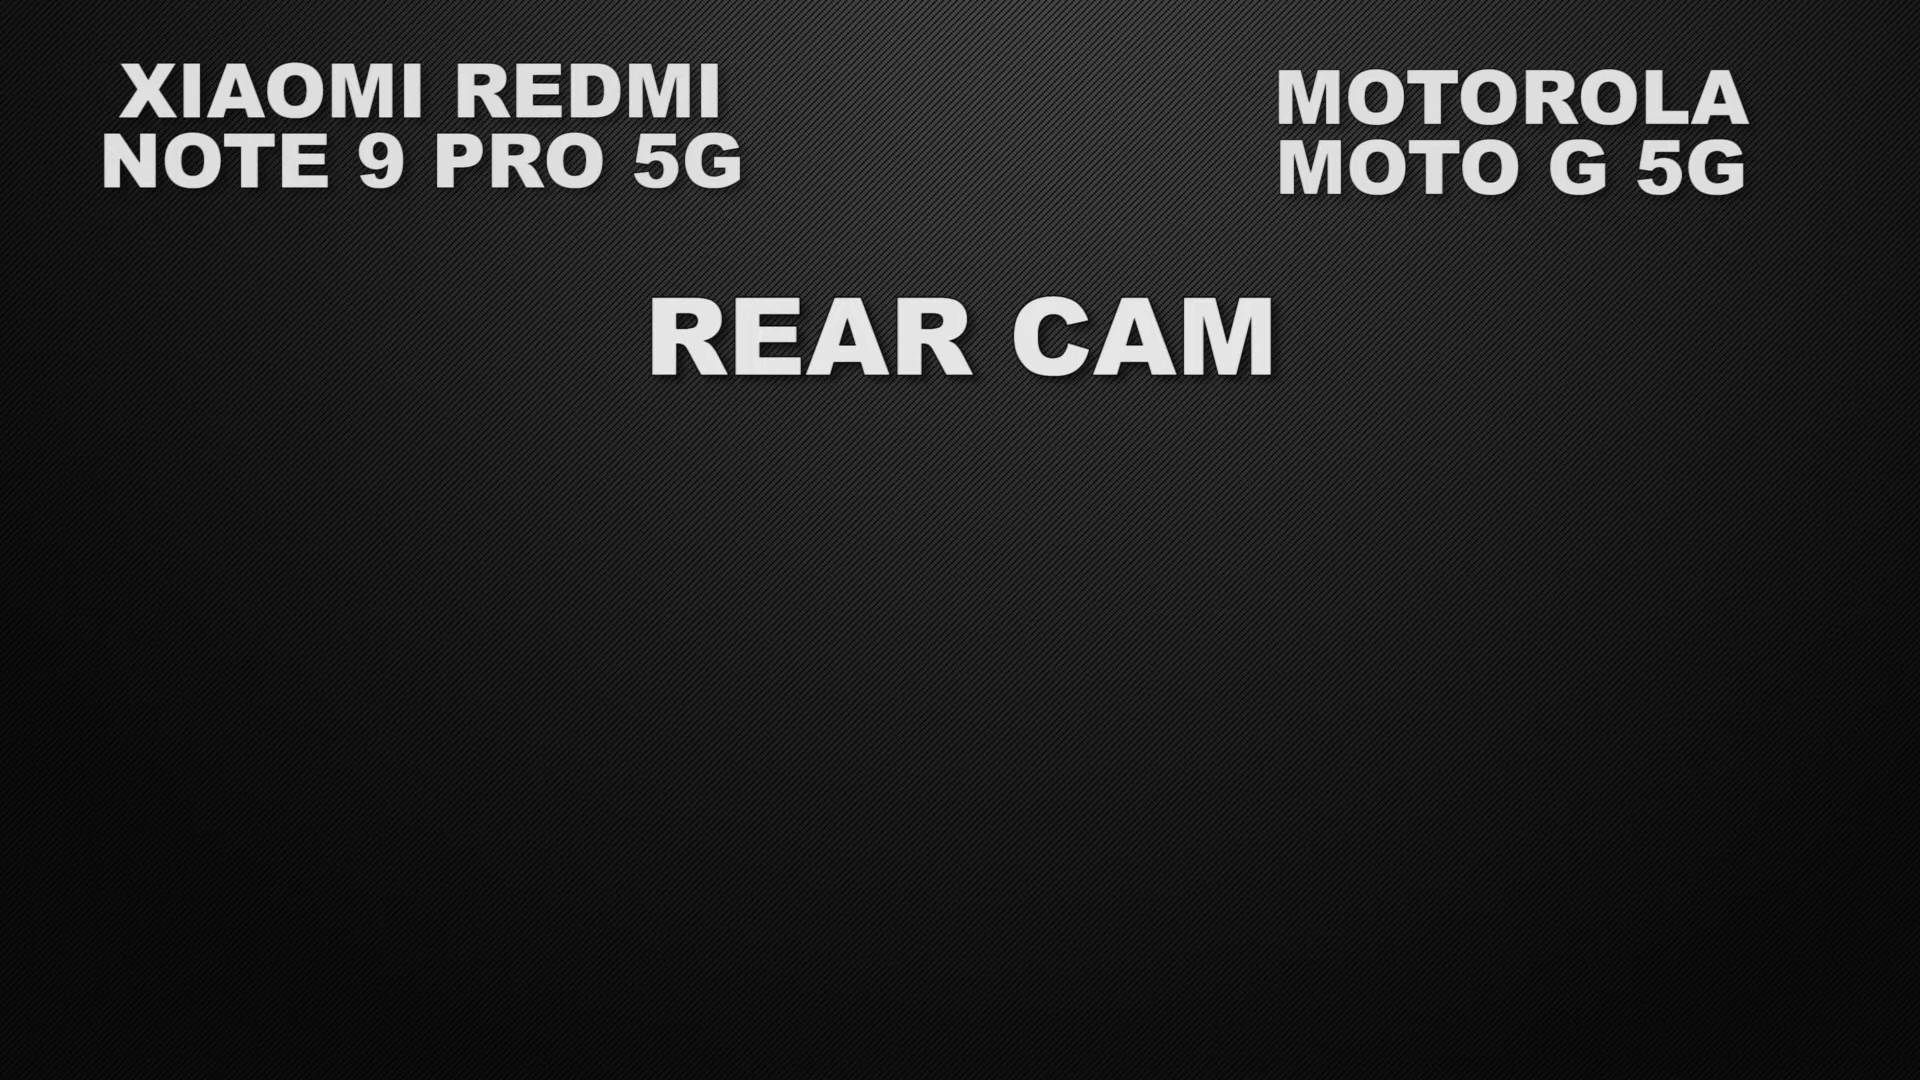 XIAOMI REDMI
NOTE 9 PRO 5G
MOTOROLA
MOTO G 5G
REAR CAM